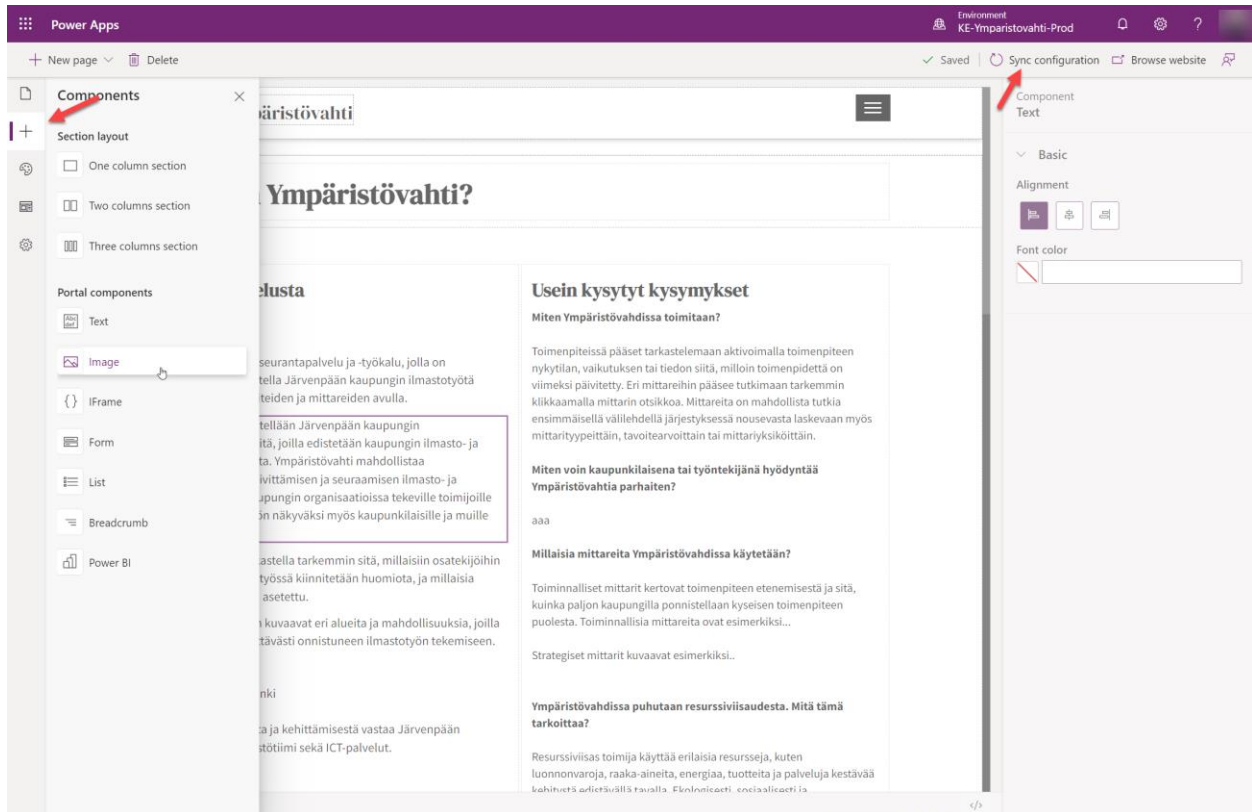 Power Apps
Environment
KE-Ymparistovahti-Prod
?
New page
Delete
Saved
Sync configuration
Browse website
Components
Section layout
One column section
Two columns section
Three columns section
Portal components
Text
Image
IFrame
Form
List
Breadcrumb
Power BI
äristövahti
Ympäristövahti?
elusta
seurantapalvelu ja -työkalu, jolla on
tella Järvenpään kaupungin ilmastotyötä
teiden ja mittareiden avulla.
tellään Järvenpään kaupungin
itä, joilla edistetään kaupungin ilmasto- ja
ta. Ympäristövahti mahdollistaa
ivittämisen ja seuraamisen ilmasto- ja
upungin organisaatioissa tekeville toimijoille
ön näkyväksi myös kaupunkilaisille ja muille
astella tarkemmin sitä, millaisiin osatekijöihin
työssä kiinnitetään huomiota, ja millaisia
asetettu.
kuvaavat eri alueita ja mahdollisuuksia, joilla
ttävästi onnistuneen ilmastotyön tekemiseen.
nki
ta ja kehittämisestä vastaa Järvenpään
stötiimi sekä ICT-palvelut.
Usein kysytyt kysymykset
Miten Ympäristövahdissa toimitaan?
Toimenpiteissä pääset tarkastelemaan aktivoimalla toimenpiteen
nykytilan, vaikutuksen tai tiedon siitä, milloin toimenpidettä on
viimeksi päivitetty. Eri mittareihin pääsee tutkimaan tarkemmin
klikkaamalla mittarin otsikkoa. Mittareita on mahdollista tutkia
ensimmäisellä välilehdellä järjestyksessä nousevasta laskevaan myös
mittarityypeittäin, tavoitearvoittain tai mittariyksiköittäin.
Miten voin kaupunkilaisena tai työntekijänä hyödyntää
Ympäristövahtia parhaiten?
aaa
Millaisia mittareita Ympäristövahdissa käytetään?
Toiminnalliset mittarit kertovat toimenpiteen etenemisestä ja sitä,
kuinka paljon kaupungilla ponnistellaan kyseisen toimenpiteen
puolesta. Toiminnallisia mittareita ovat esimerkiksi...
Strategiset mittarit kuvaavat esimerkiksi..
Ympäristövahdissa puhutaan resurssiviisaudesta. Mitä tämä
tarkoittaa?
Resurssiviisas toimija käyttää erilaisia resursseja, kuten
luonnonvaroja, raaka-aineita, energiaa, tuotteita ja palveluja kestävää
kehitystä edistävällä tavalla. Ekologisesti, sosiaalisesti ja
</>
Component
Text
Basic
Alignment
Font color